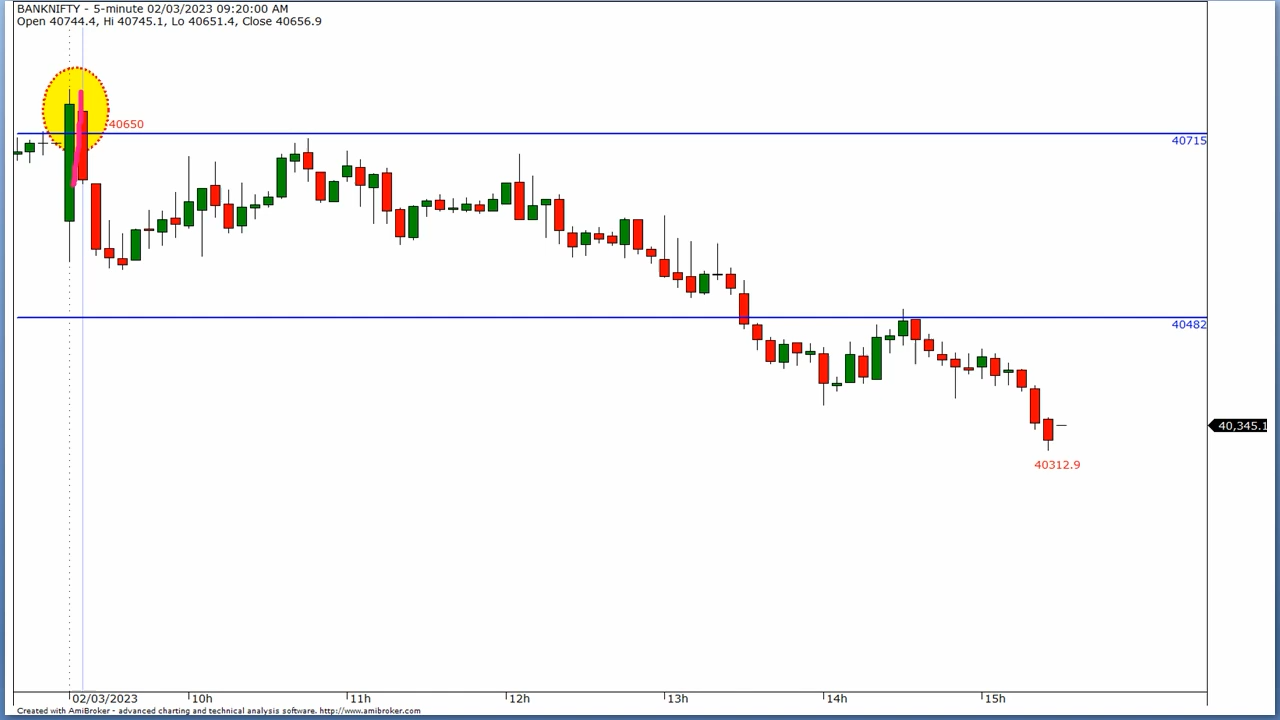 BANKNIFTY - 5-minute 02/03/2023 09:20:00 AM
Open 40744.4, Hi 40745.1, Lo 40651.4, Close 40656.9
40650
40715
40482
40,345.1
40312.9
02/03/2023 10h 11h 12h 13h 14h 15h
Created with AmiBroker - advanced charting and technical analysis software. http://www.amibroker.com